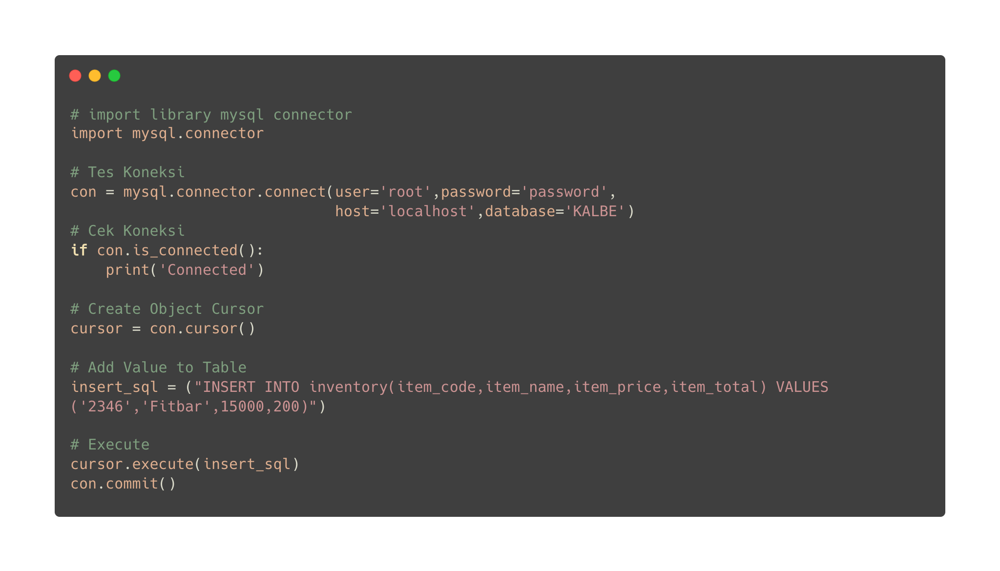 # import library mysql connector
import mysql.connector
# Tes Koneksi
con = mysql.connector.connect(user='root',password='password',
                              host='localhost',database='KALBE')
# Cek Koneksi
if con.is_connected():
    print('Connected')
# Create Object Cursor
cursor = con.cursor()
# Add Value to Table
insert_sql = ("INSERT INTO inventory(item_code,item_name,item_price,item_total) VALUES
('2346','Fitbar',15000,200)")
# Execute
cursor.execute(insert_sql)
con.commit()